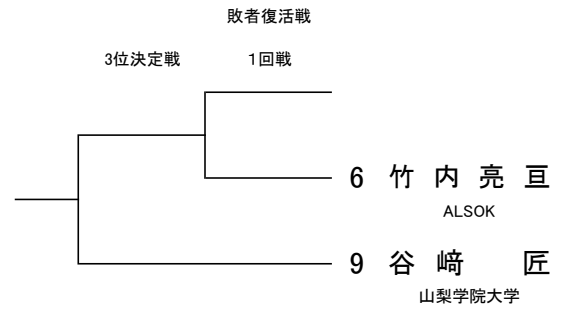 敗者復活戦
3位決定戦 1回戦
6 竹内亮亘
ALSOK
9 谷﨑 匠
山梨学院大学